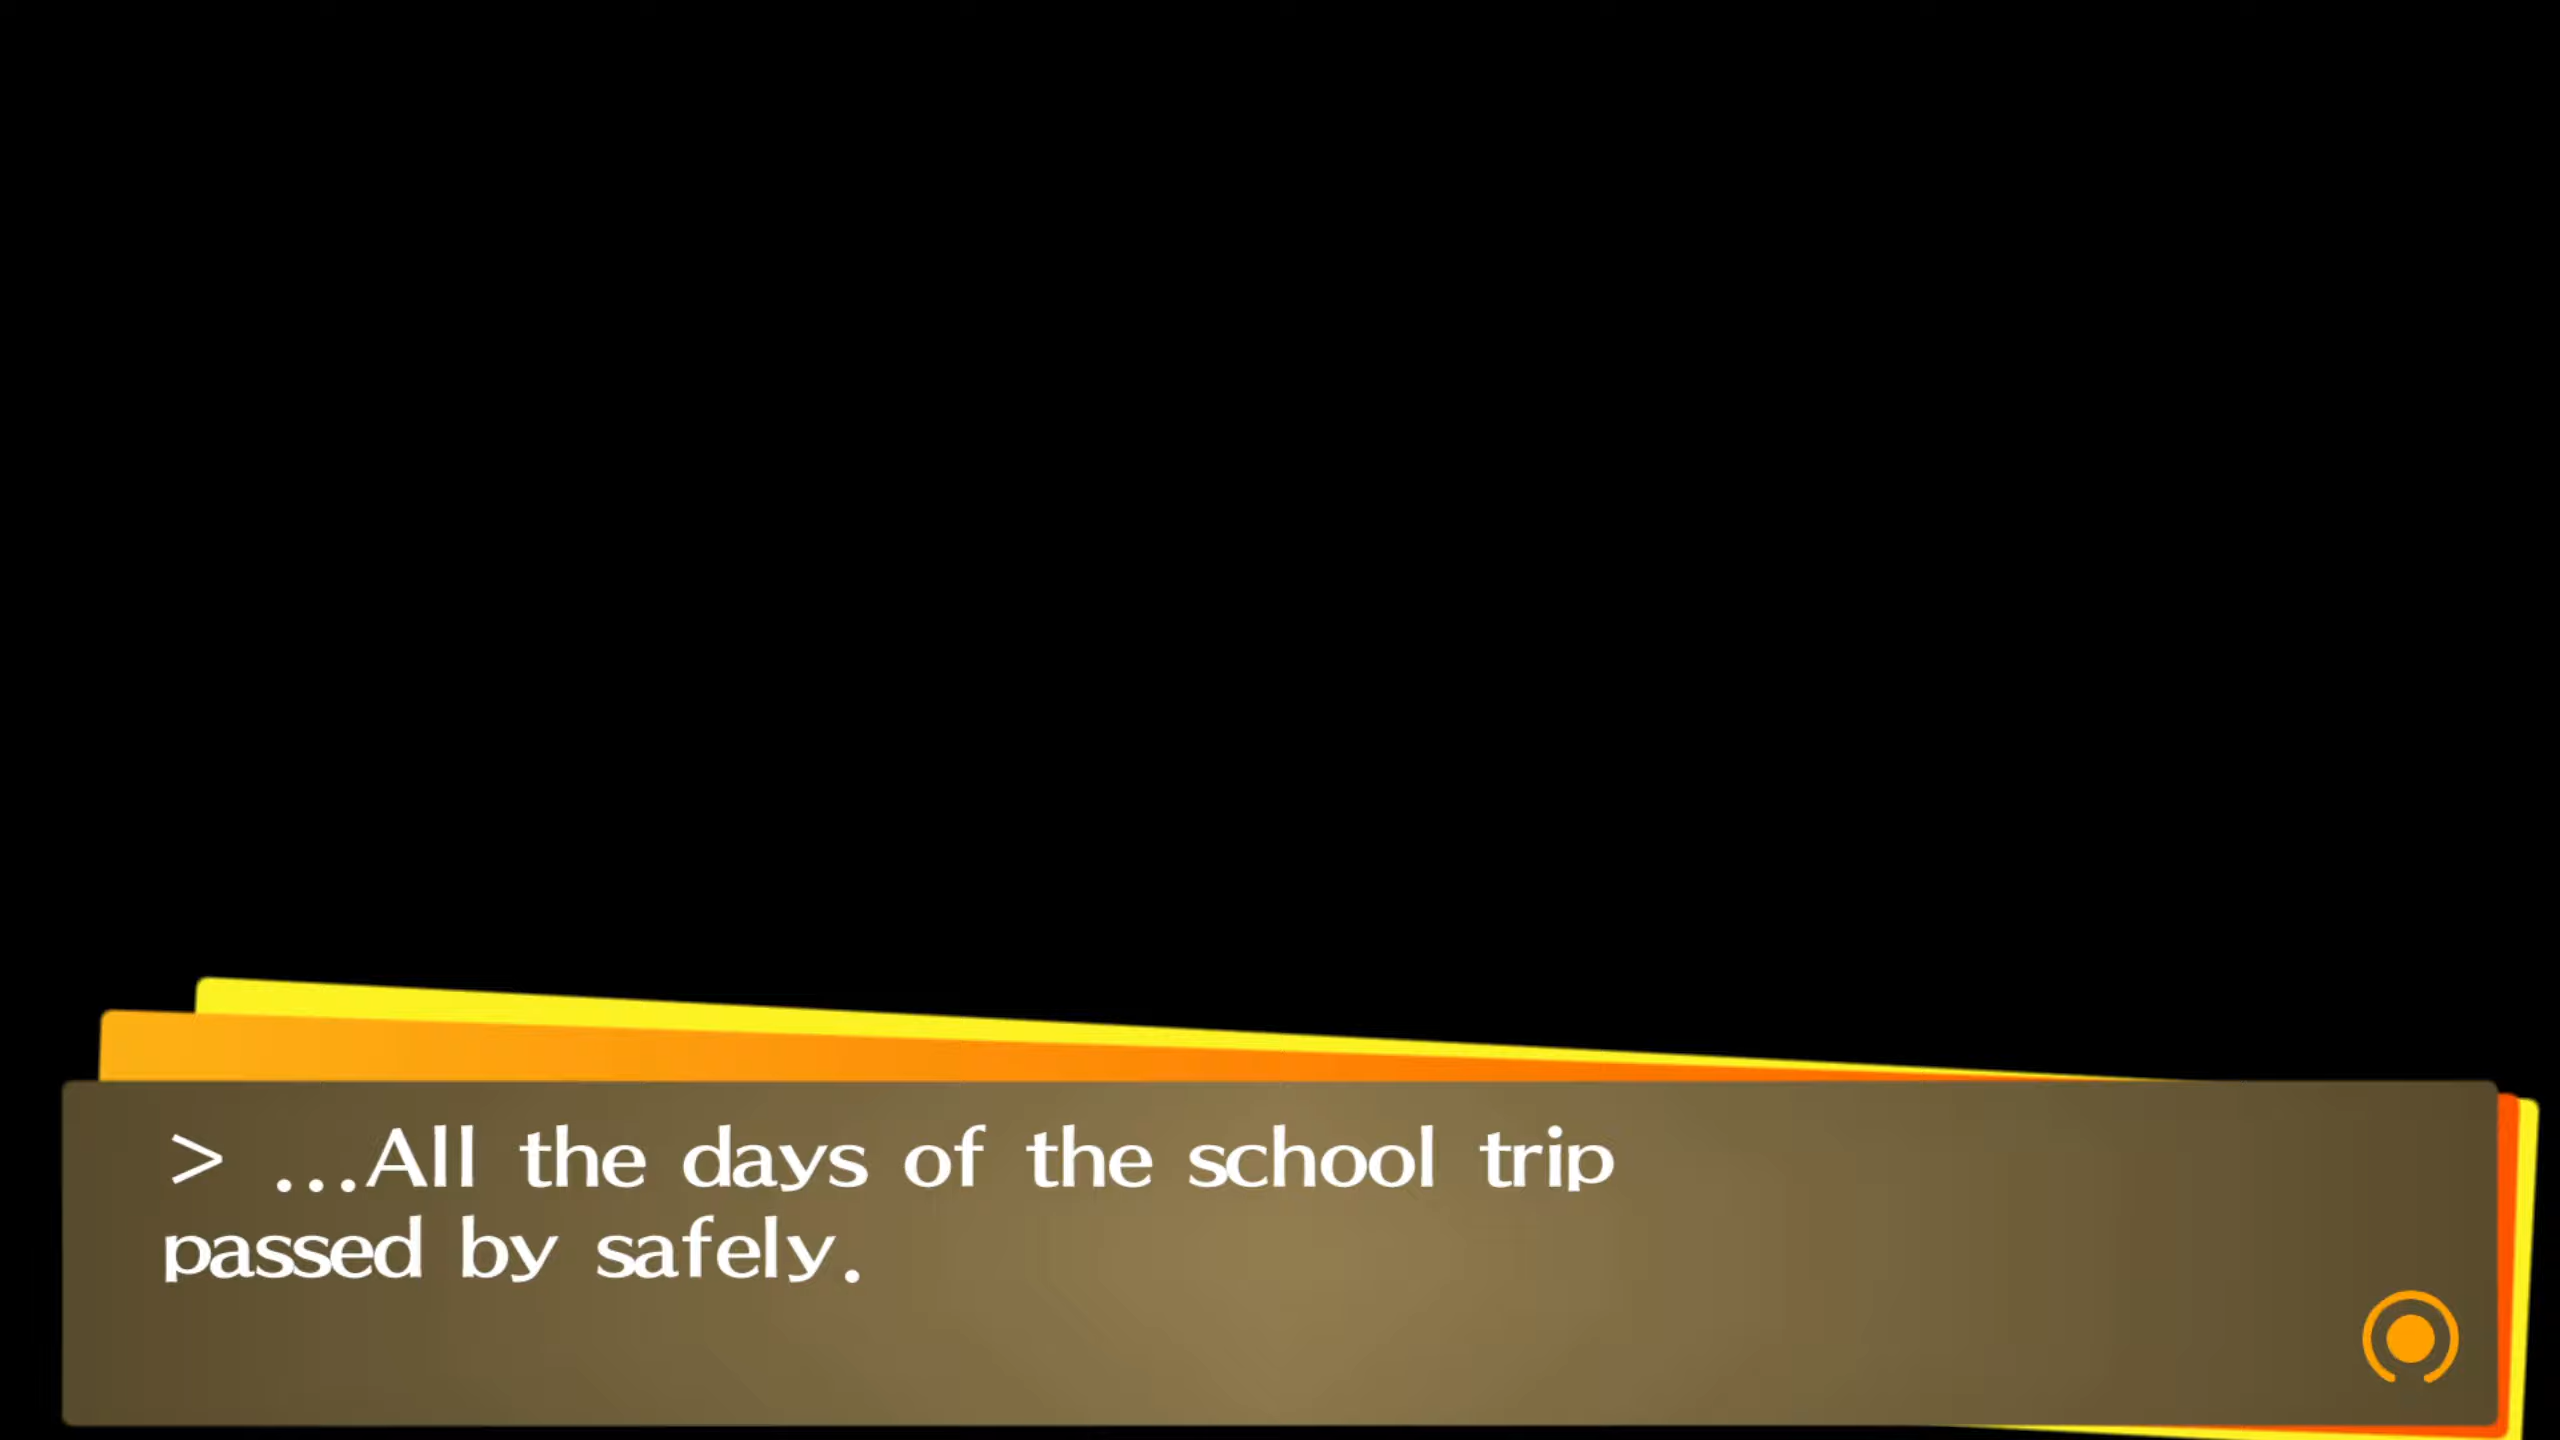 > ...All the days of the school trip
passed by safely.